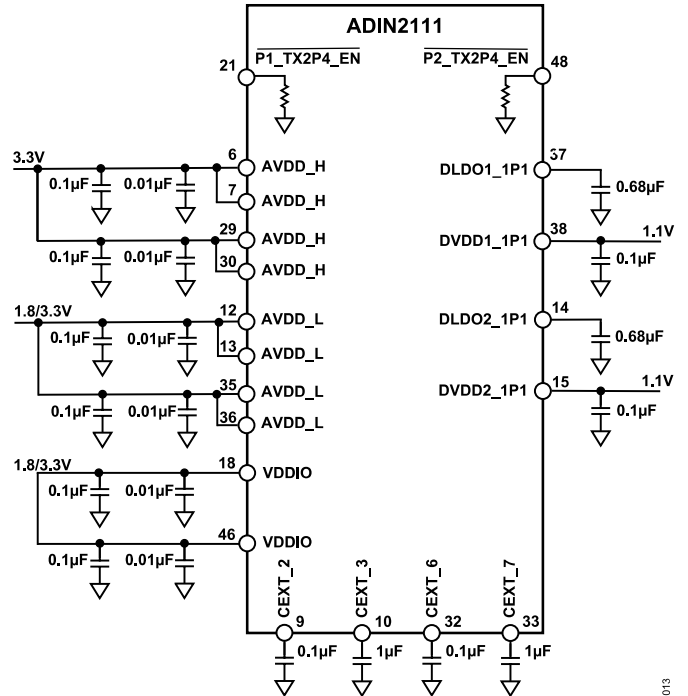 ADIN2111
21
P1_TX2P4_EN
P2_TX2P4_EN
48
3.3V
0.1µF
0.01µF
6
AVDD_H
7
AVDD_H
0.1µF
0.01µF
29
AVDD_H
30
AVDD_H
1.8/3.3V
0.1µF
0.01µF
12
AVDD_L
13
AVDD_L
0.1µF
0.01µF
35
AVDD_L
36
AVDD_L
1.8/3.3V
0.1µF
0.01µF
18
VDDIO
0.1µF
0.01µF
46
VDDIO
DLDO1_1P1
37
0.68µF
DVDD1_1P1
38
1.1V
0.1µF
DLDO2_1P1
14
0.68µF
DVDD2_1P1
15
1.1V
0.1µF
CEXT_2
9
0.1µF
CEXT_3
10
1µF
CEXT_6
32
0.1µF
CEXT_7
33
1µF
013